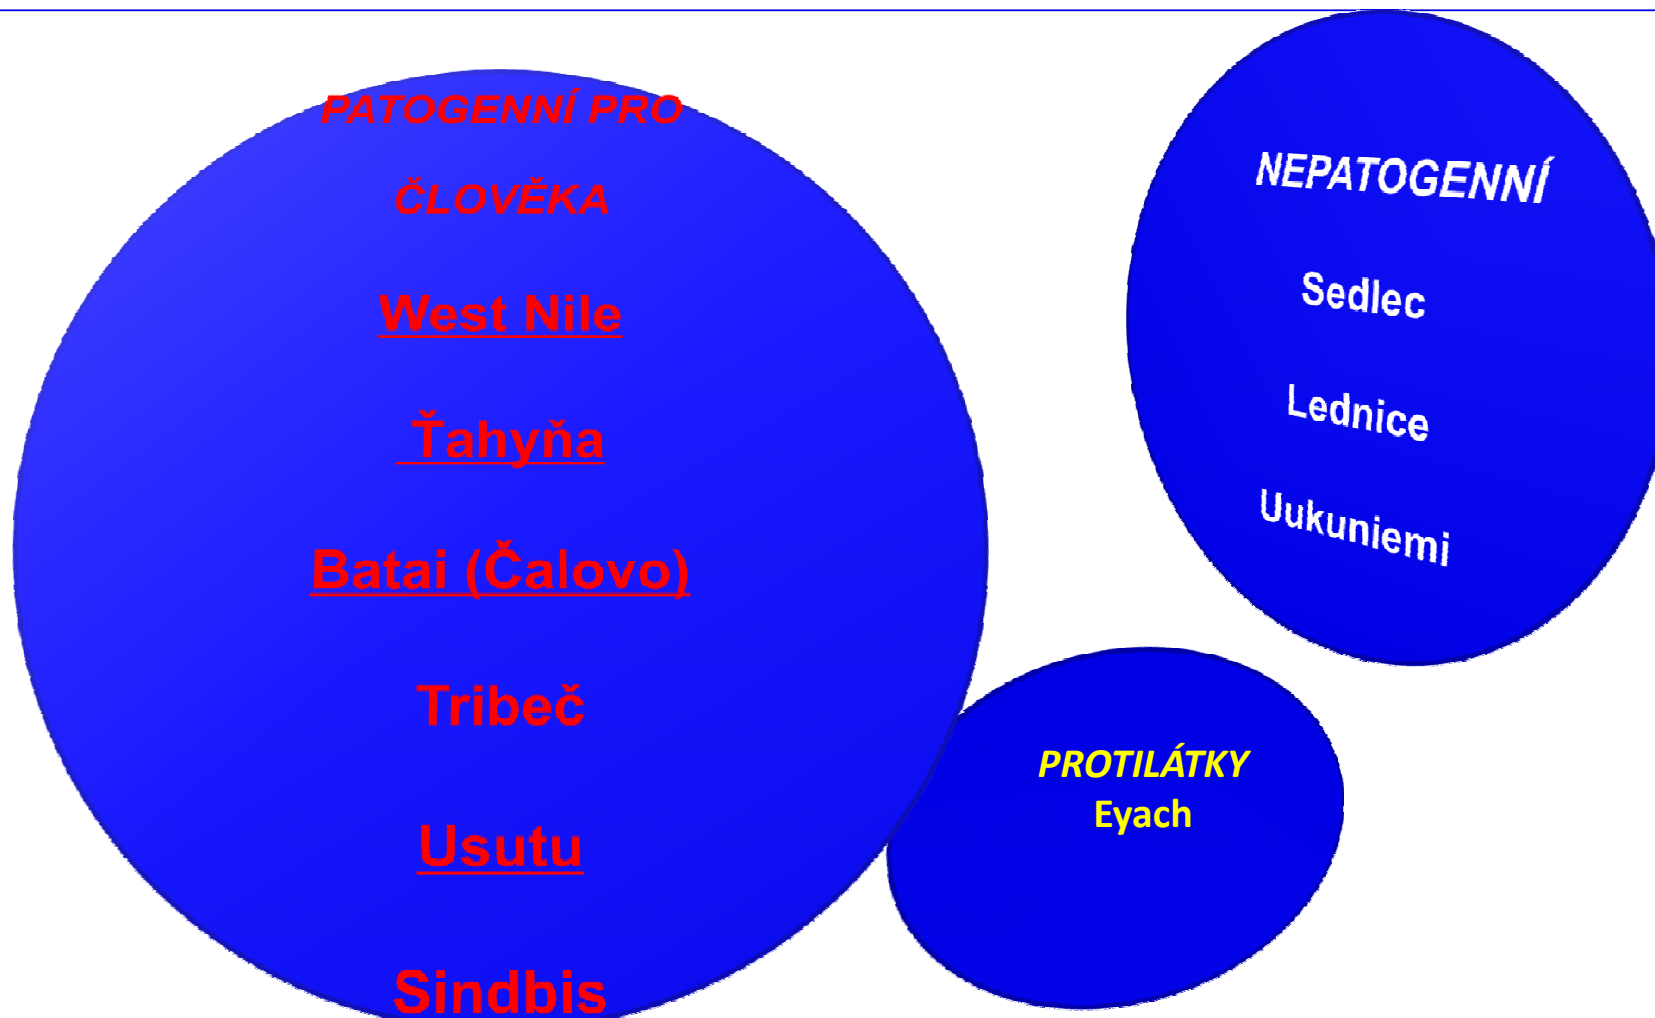 PATOGENNÍ PRO
ČLOVĚKA
West Nile
Ťahyňa
Batai (Čalovo)
Tribeč
Usutu
Sindbis
NEPATOGENNÍ
Sedlec
Lednice
Uukuniemi
PROTILÁTKY
Eyach